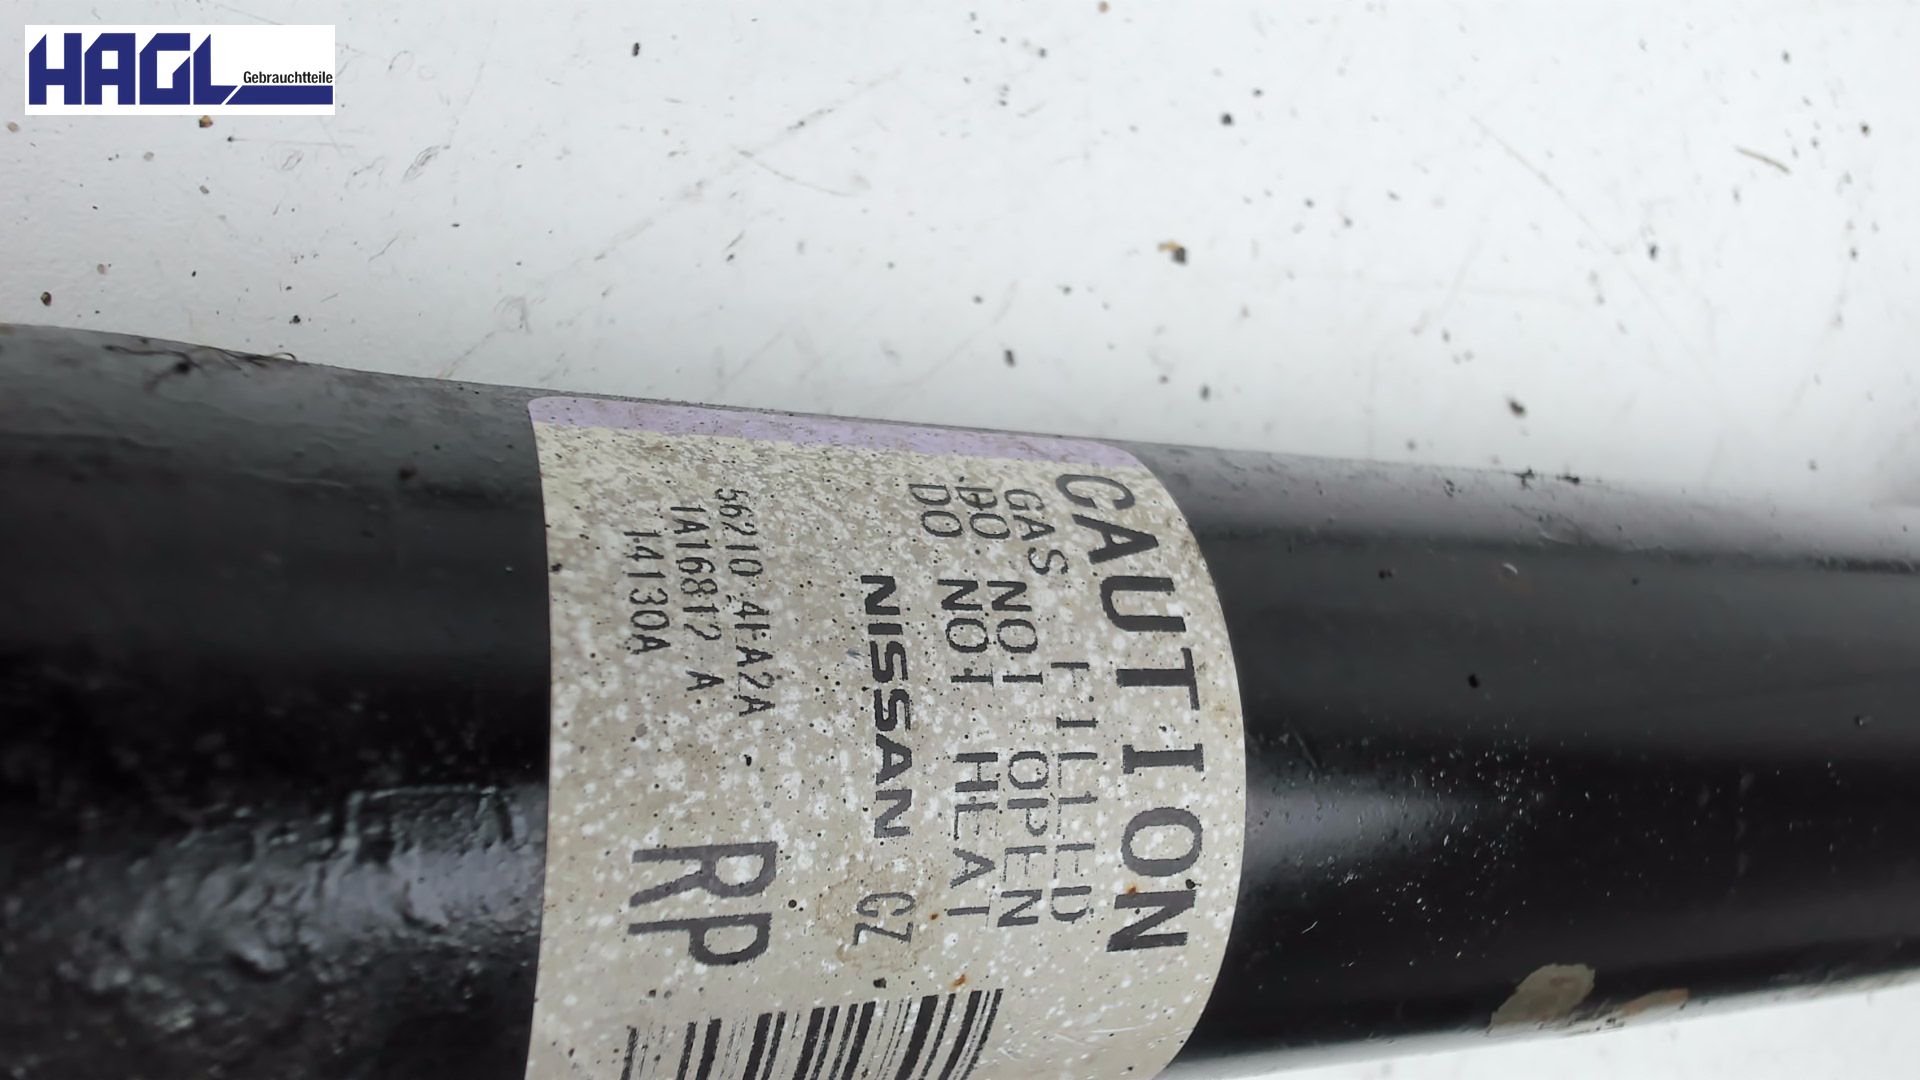 HAGL
Gebrauchtteile
CAUTION
GAS FILLED
DO NOT OPEN
DO NOT HEAT
NISSAN CZ
56210 4EA2A
1A16812 A
14130A
RP